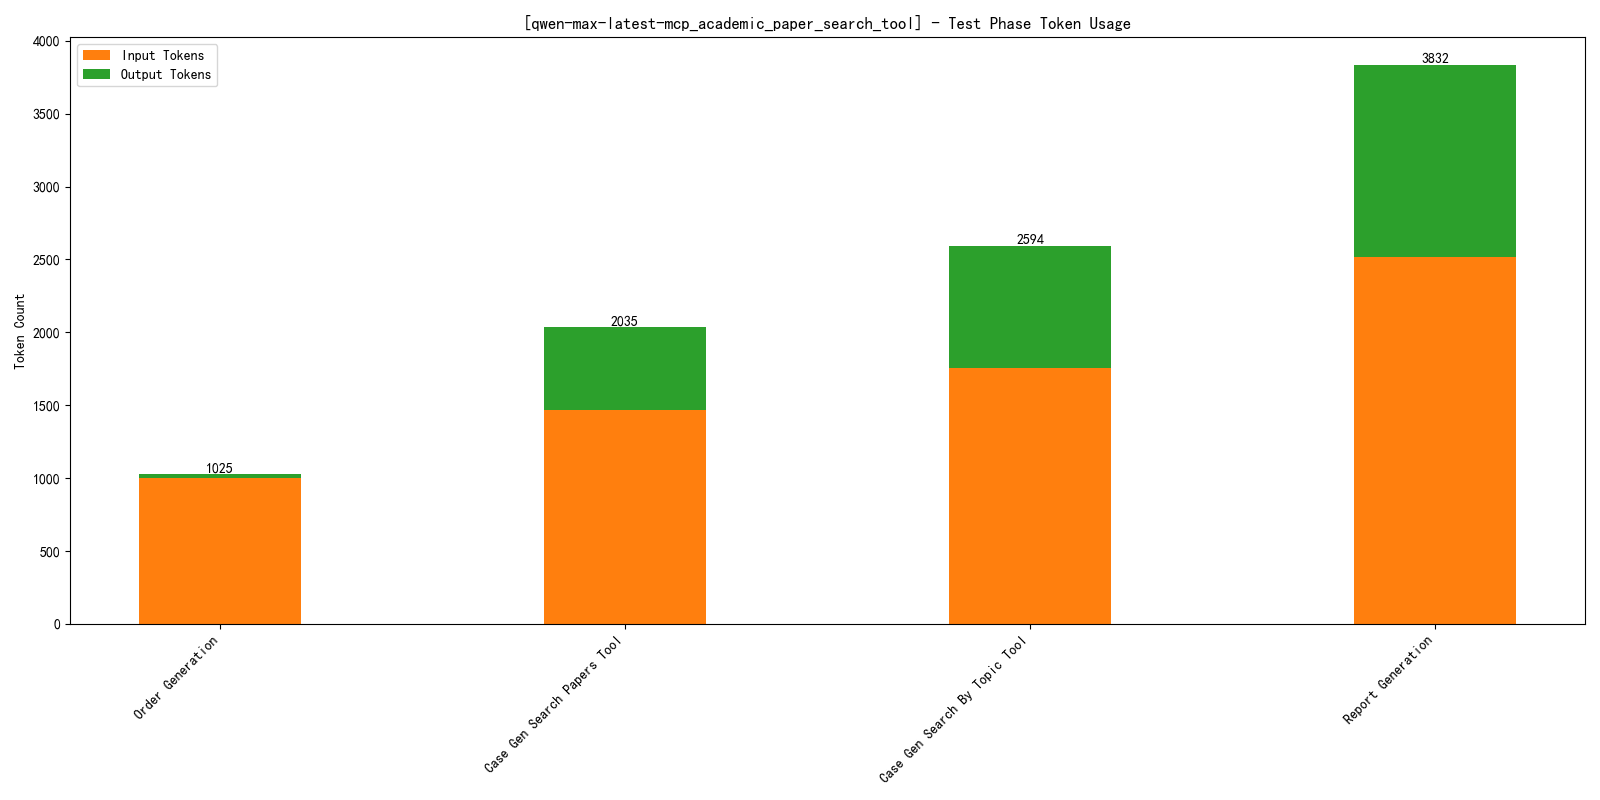 [qwen-max-latest-mcp_academic_paper_search_tool] - Test Phase Token Usage
Input Tokens
Output Tokens
Token Count
4000
3500
3000
2500
2000
1500
1000
500
0
1025
2035
2594
3832
Order Generation
Case Gen Search Papers Tool
Case Gen Search By Topic Tool
Report Generation